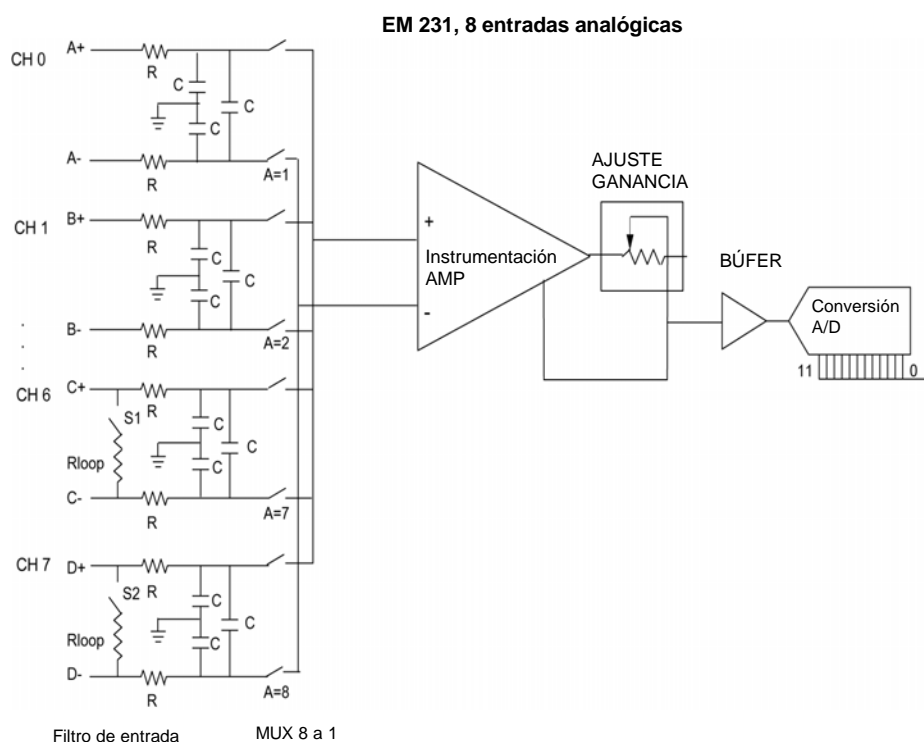 EM 231, 8 entradas analógicas
CH 0
A+
R
C
C
C
A-
R
A=1
CH 1
B+
R
C
C
C
B-
R
A=2
CH 6
C+
R
S1
C
C
C
Rloop
C-
R
A=7
CH 7
D+
R
S2
C
C
C
Rloop
D-
R
A=8
Filtro de entrada
MUX 8 a 1
+
Instrumentación
AMP
-
AJUSTE
GANANCIA
BÚFER
Conversión
A/D
11
0